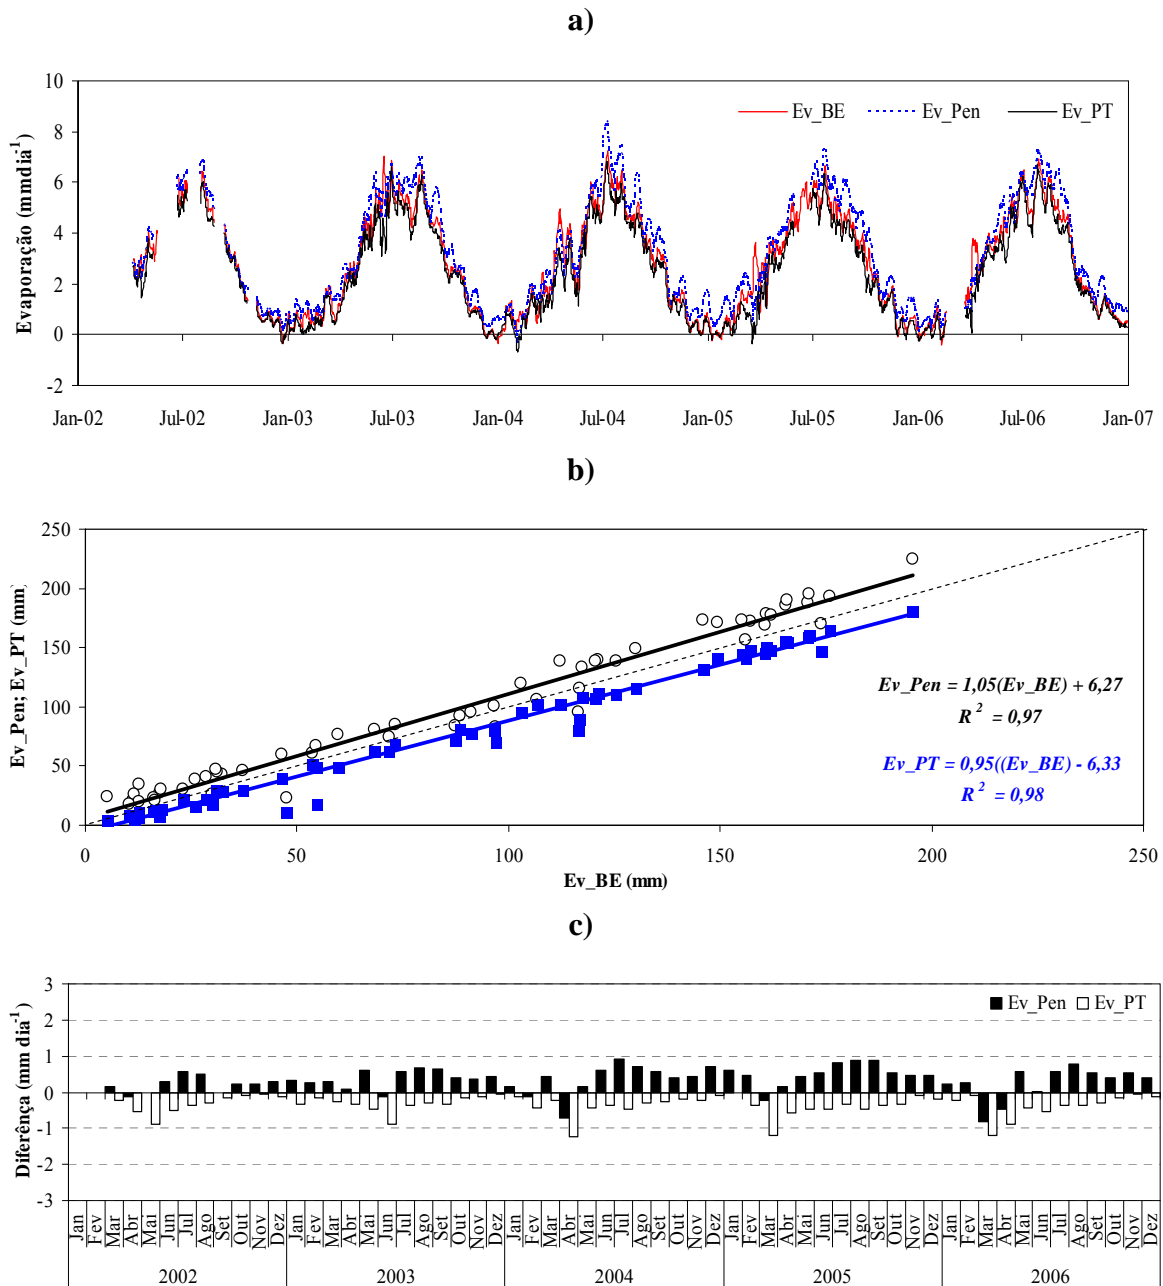 a)
Evaporação (mmdia-1)
10
8
6
4
2
0
-2
Ev_BE Ev_Pen Ev_PT
Jan-02 Jul-02 Jan-03 Jul-03 Jan-04 Jul-04 Jan-05 Jul-05 Jan-06 Jul-06 Jan-07
b)
Ev_Pen; Ev_PT (mm)
250
200
150
100
50
0
Ev_Pen = 1,05(Ev_BE) + 6,27
R2 = 0,97
Ev_PT = 0,95((Ev_BE) - 6,33
R2 = 0,98
0 50 100 150 200 250
Ev_BE (mm)
c)
Diferênça (mm dia-1)
3
2
1
0
-1
-2
-3
Ev_Pen Ev_PT
Jan Fev Mar Abr Mai Jun Jul Ago Set Out Nov Dez Jan Fev Mar Abr Mai Jun Jul Ago Set Out Nov Dez Jan Fev Mar Abr Mai Jun Jul Ago Set Out Nov Dez Jan Fev Mar Abr Mai Jun Jul Ago Set Out Nov Dez Jan Fev Mar Abr Mai Jun Jul Ago Set Out Nov Dez
2002 2003 2004 2005 2006